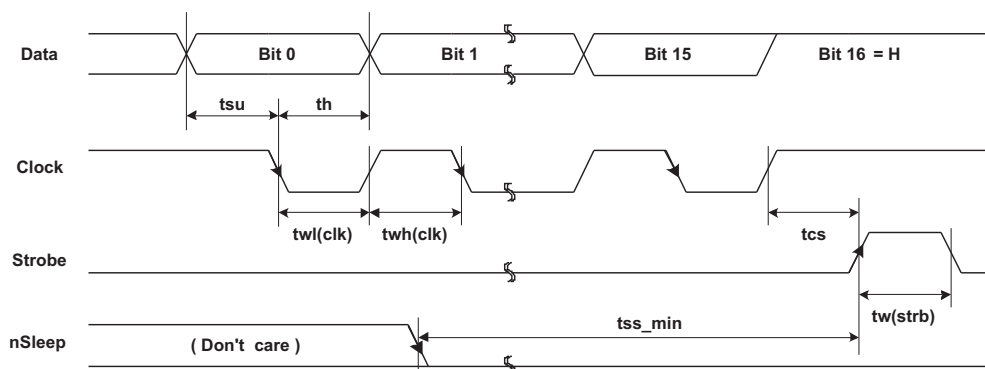 Data
Bit 0
Bit 1
Bit 15
Bit 16 = H
tsu
th
Clock
twl(clk)
twh(clk)
tcs
Strobe
tw(strb)
tss_min
nSleep
( Don't care )